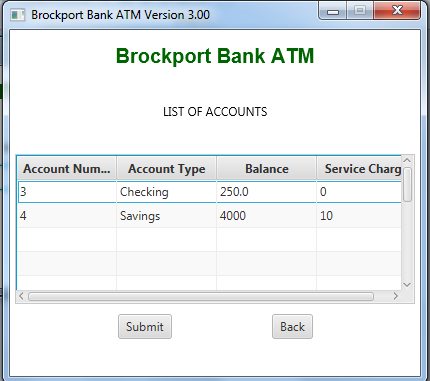 Brockport Bank ATM Version 3.00
Brockport Bank ATM
LIST OF ACCOUNTS
Account Num... Account Type Balance Service Charg
3 Checking 250.0 0
4 Savings 4000 10
Submit Back